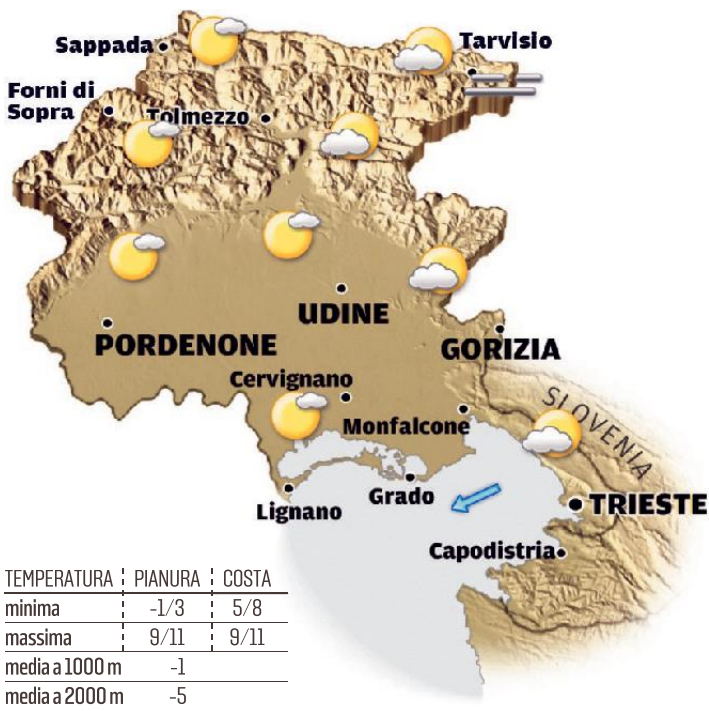 Sappada
Tarvisio
Forni di
Sopra
Tolmezzo
UDINE
PORDENONE
GORIZIA
Cervignano
Monfalcone
SLOVENIA
Lignano
Grado
TRIESTE
Capodistria
TEMPERATURA PIANURA COSTA
minima -1/3 5/8
massima 9/11 9/11
media a 1000 m -1
media a 2000 m -5